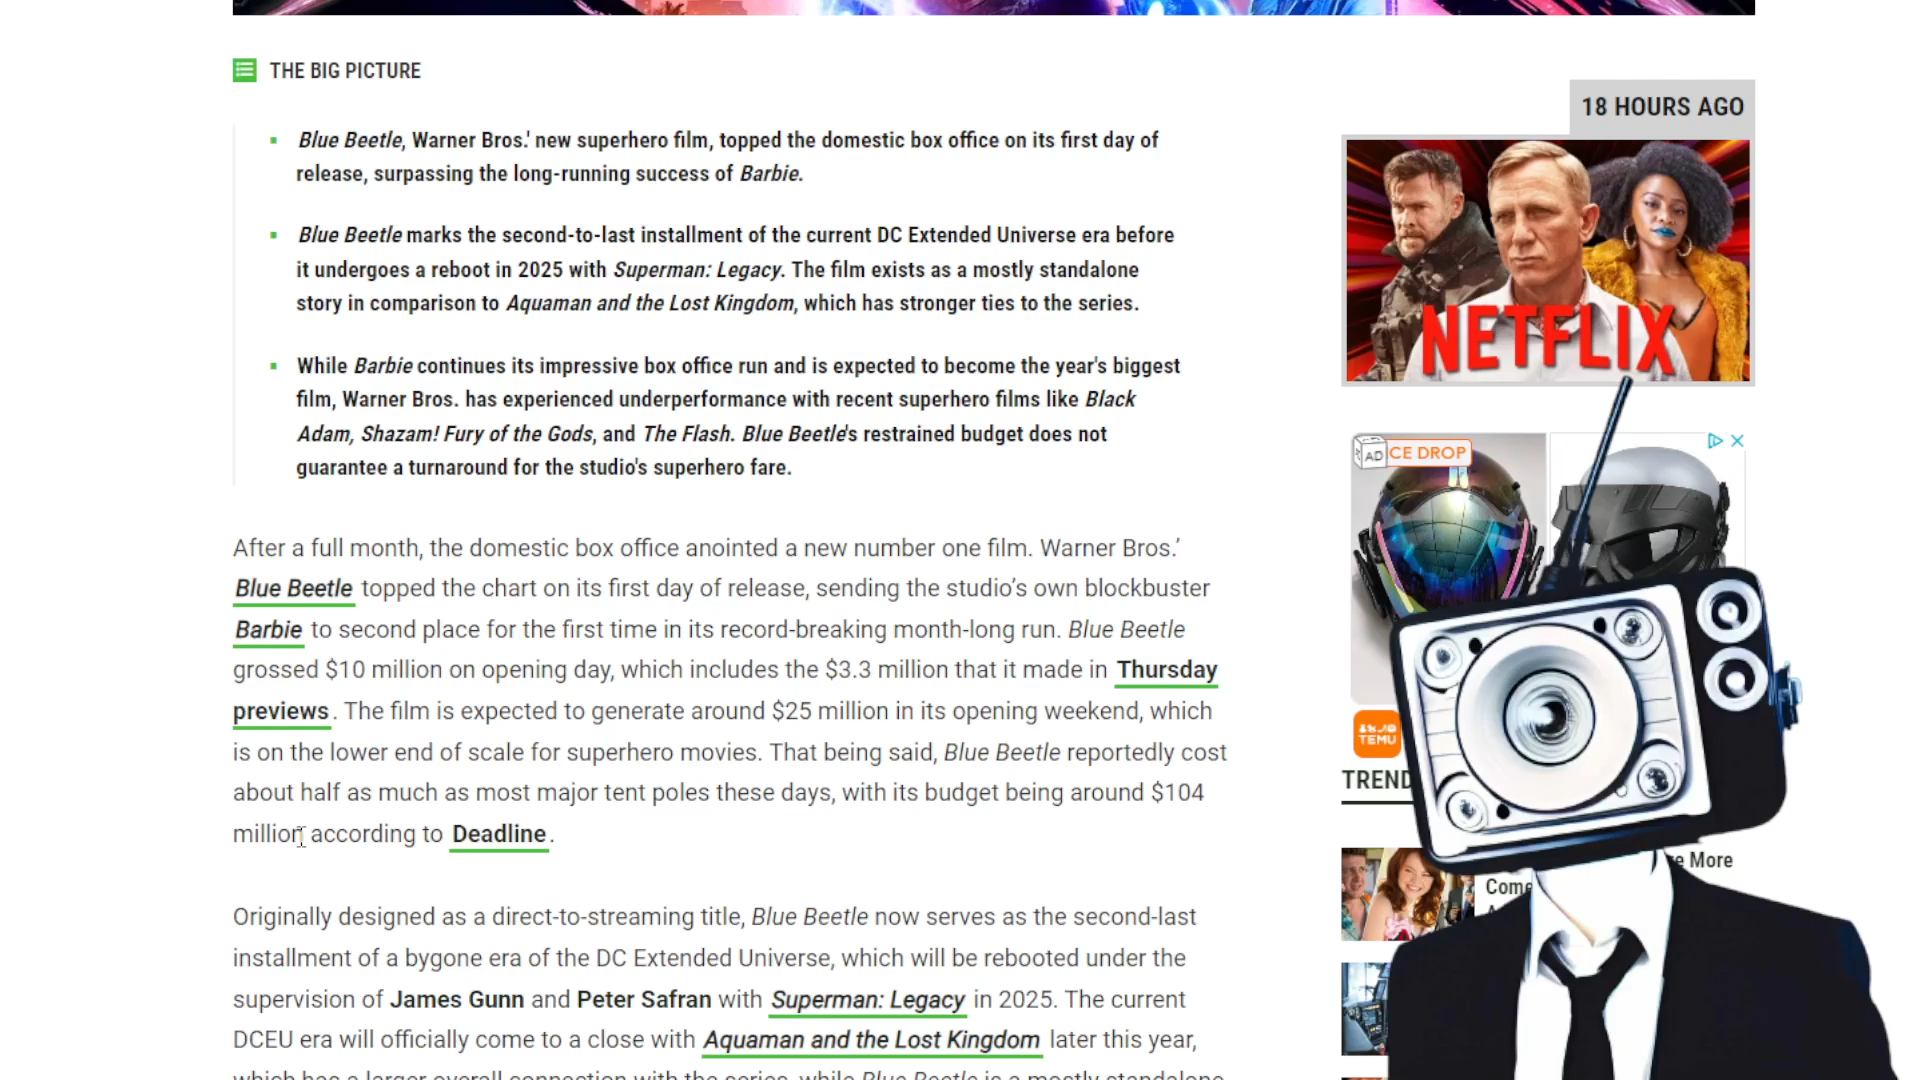 THE BIG PICTURE
Blue Beetle, Warner Bros.' new superhero film, topped the domestic box office on its first day of
release, surpassing the long-running success of Barbie.
Blue Beetle marks the second-to-last installment of the current DC Extended Universe era before
it undergoes a reboot in 2025 with Superman: Legacy. The film exists as a mostly standalone
story in comparison to Aquaman and the Lost Kingdom, which has stronger ties to the series.
While Barbie continues its impressive box office run and is expected to become the year's biggest
film, Warner Bros. has experienced underperformance with recent superhero films like Black
Adam, Shazam! Fury of the Gods, and The Flash. Blue Beetle's restrained budget does not
guarantee a turnaround for the studio's superhero fare.
After a full month, the domestic box office anointed a new number one film. Warner Bros.’
Blue Beetle topped the chart on its first day of release, sending the studio’s own blockbuster
Barbie to second place for the first time in its record-breaking month-long run. Blue Beetle
grossed $10 million on opening day, which includes the $3.3 million that it made in Thursday
previews. The film is expected to generate around $25 million in its opening weekend, which
is on the lower end of scale for superhero movies. That being said, Blue Beetle reportedly cost
about half as much as most major tent poles these days, with its budget being around $104
million according to Deadline.
Originally designed as a direct-to-streaming title, Blue Beetle now serves as the second-last
installment of a bygone era of the DC Extended Universe, which will be rebooted under the
supervision of James Gunn and Peter Safran with Superman: Legacy in 2025. The current
DCEU era will officially come to a close with Aquaman and the Lost Kingdom later this year,
which has a larger overall connection with the series, while Blue Beetle is a mostly standalone
18 HOURS AGO
NETFLIX
AD
CE DROP
TEMU
TREND
e More
Come